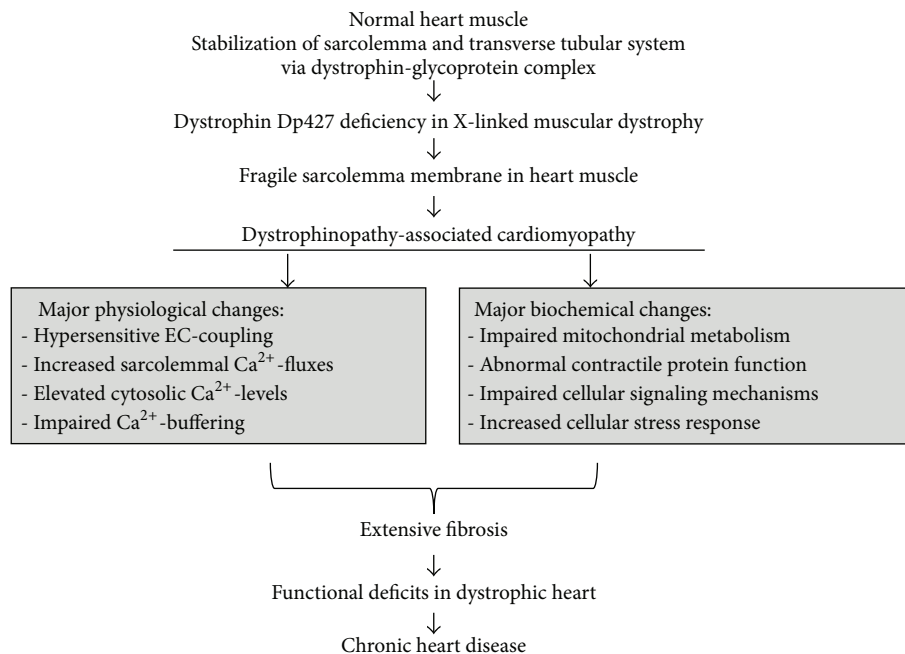 Normal heart muscle
Stabilization of sarcolemma and transverse tubular system
via dystrophin-glycoprotein complex
Dystrophin Dp427 deficiency in X-linked muscular dystrophy
Fragile sarcolemma membrane in heart muscle
Dystrophinopathy-associated cardiomyopathy
Major physiological changes:
- Hypersensitive EC-coupling
- Increased sarcolemmal Ca²⁺-fluxes
- Elevated cytosolic Ca²⁺-levels
- Impaired Ca²⁺-buffering
Major biochemical changes:
- Impaired mitochondrial metabolism
- Abnormal contractile protein function
- Impaired cellular signaling mechanisms
- Increased cellular stress response
Extensive fibrosis
Functional deficits in dystrophic heart
Chronic heart disease